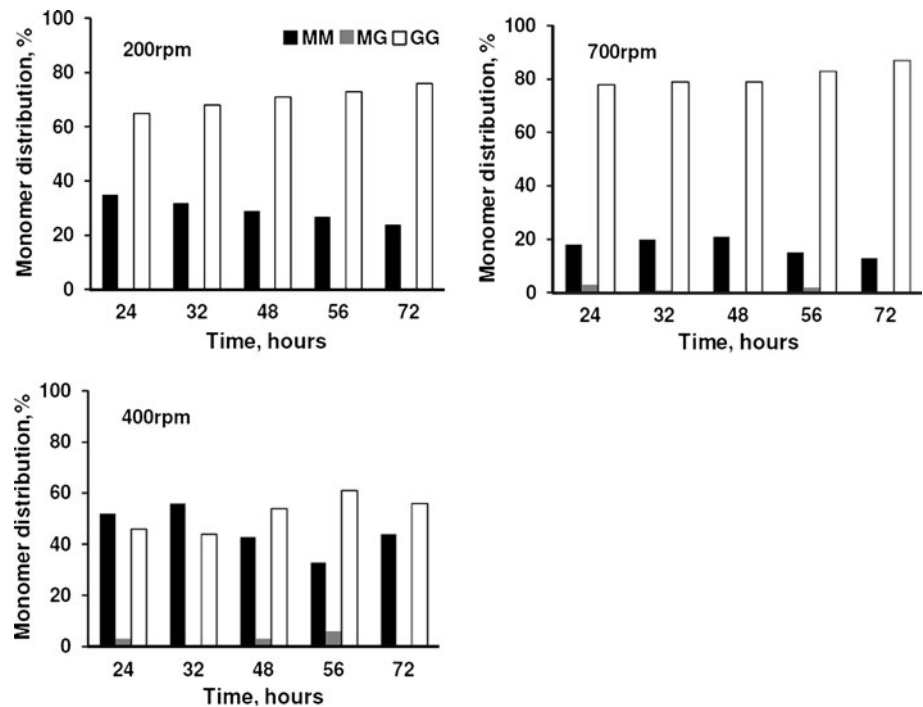 200rpm
MM MG GG
Monomer distribution, %
100
80
60
40
20
0
24 32 48 56 72
Time, hours
700rpm
Monomer distribution, %
100
80
60
40
20
0
24 32 48 56 72
Time, hours
400rpm
Monomer distribution,%
100
80
60
40
20
0
24 32 48 56 72
Time, hours